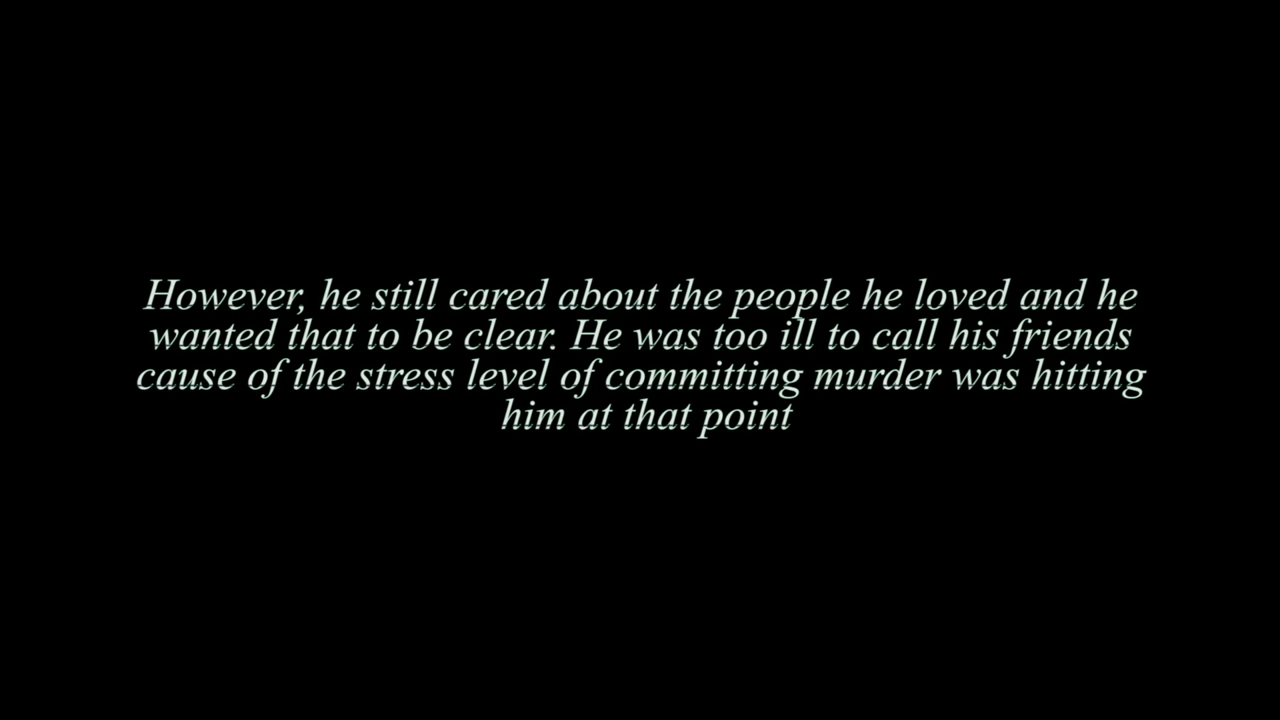 However, he still cared about the people he loved and he
wanted that to be clear. He was too ill to call his friends
cause of the stress level of committing murder was hitting
him at that point